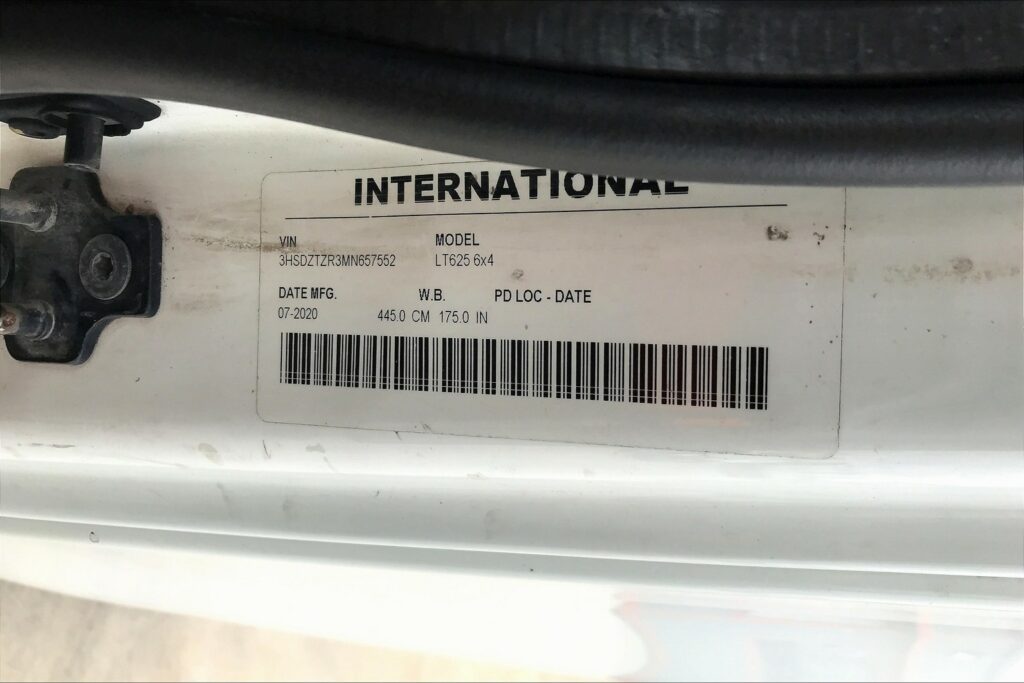 INTERNATIONAL
VIN MODEL
3HSDZTZR3MN657552 LT625 6x4
DATE MFG. W.B. PD LOC - DATE
07-2020 445.0 CM 175.0 IN